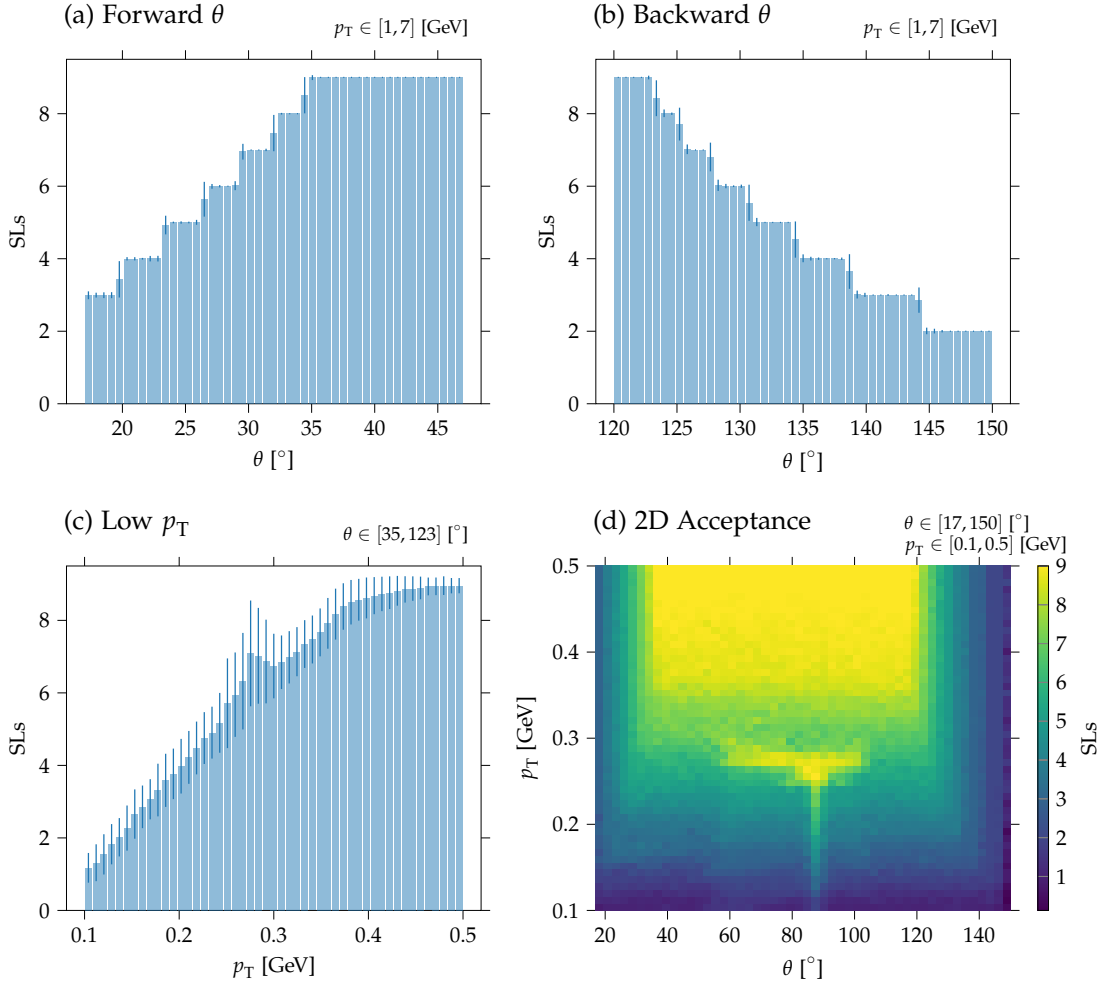 (a) Forward θ
p_T ∈ [1, 7] [GeV]
8
6
4
2
0
SLs
20 25 30 35 40 45
θ [°]
(b) Backward θ
p_T ∈ [1, 7] [GeV]
8
6
4
2
0
SLs
120 125 130 135 140 145 150
θ [°]
(c) Low p_T
θ ∈ [35, 123] [°]
8
6
4
2
0
SLs
0.1 0.2 0.3 0.4 0.5
p_T [GeV]
(d) 2D Acceptance
θ ∈ [17, 150] [°]
p_T ∈ [0.1, 0.5] [GeV]
0.5
0.4
0.3
0.2
0.1
p_T [GeV]
20 40 60 80 100 120 140
θ [°]
9
8
7
6
5
4
3
2
1
SLs